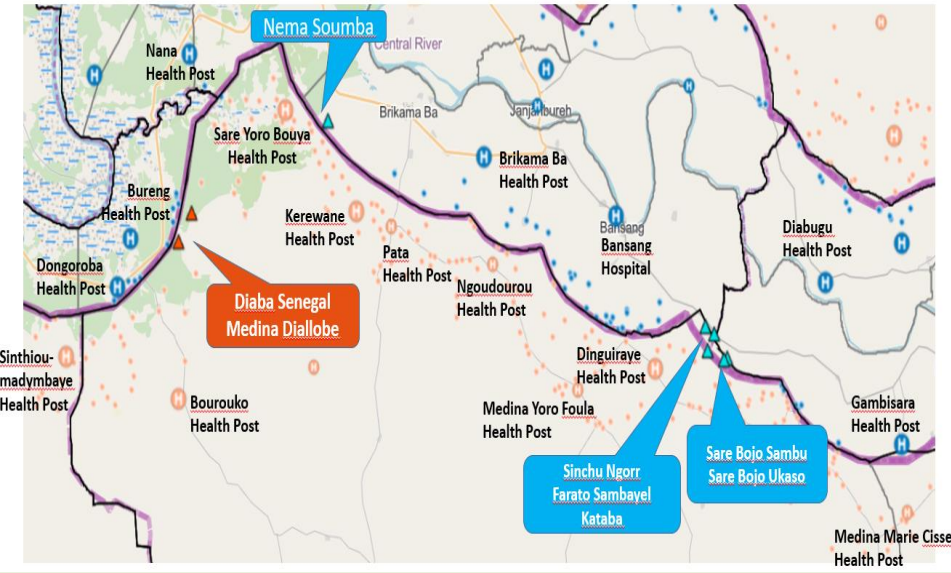 Nema Soumba
Central River
Nana
Health Post
H
H
H
H
H
Brikama Ba
Janjanbureh
Sare Yoro Bouya
Health Post
H
H
H
Brikama Ba
Health Post
Bureng
Health Post
H
Kerewane
Health Post
H
H
Bansang
Bansang
Hospital
Diabugu
Health Post
H
H
Pata
Health Post
H
Dongoroba
Health Post
H
Diaba Senegal
Medina Diallobe
Ngoudourou
Health Post
H
Sinthiou-
madymbaye
Health Post
H
H
Dinguiraye
Health Post
H
Bourouko
Health Post
H
Medina Yoro Foula
Health Post
H
Gambisara
Health Post
H
Sinchu Ngorr
Farato Sambayel
Kataba
Sare Bojo Sambu
Sare Bojo Ukaso
Medina Marie Cisse
Health Post
H